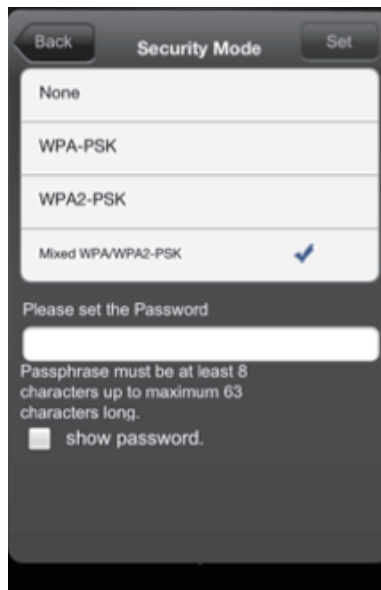 Back
Security Mode
Set
None
WPA-PSK
WPA2-PSK
Mixed WPA/WPA2-PSK
Please set the Password
Passphrase must be at least 8
characters up to maximum 63
characters long.
show password.